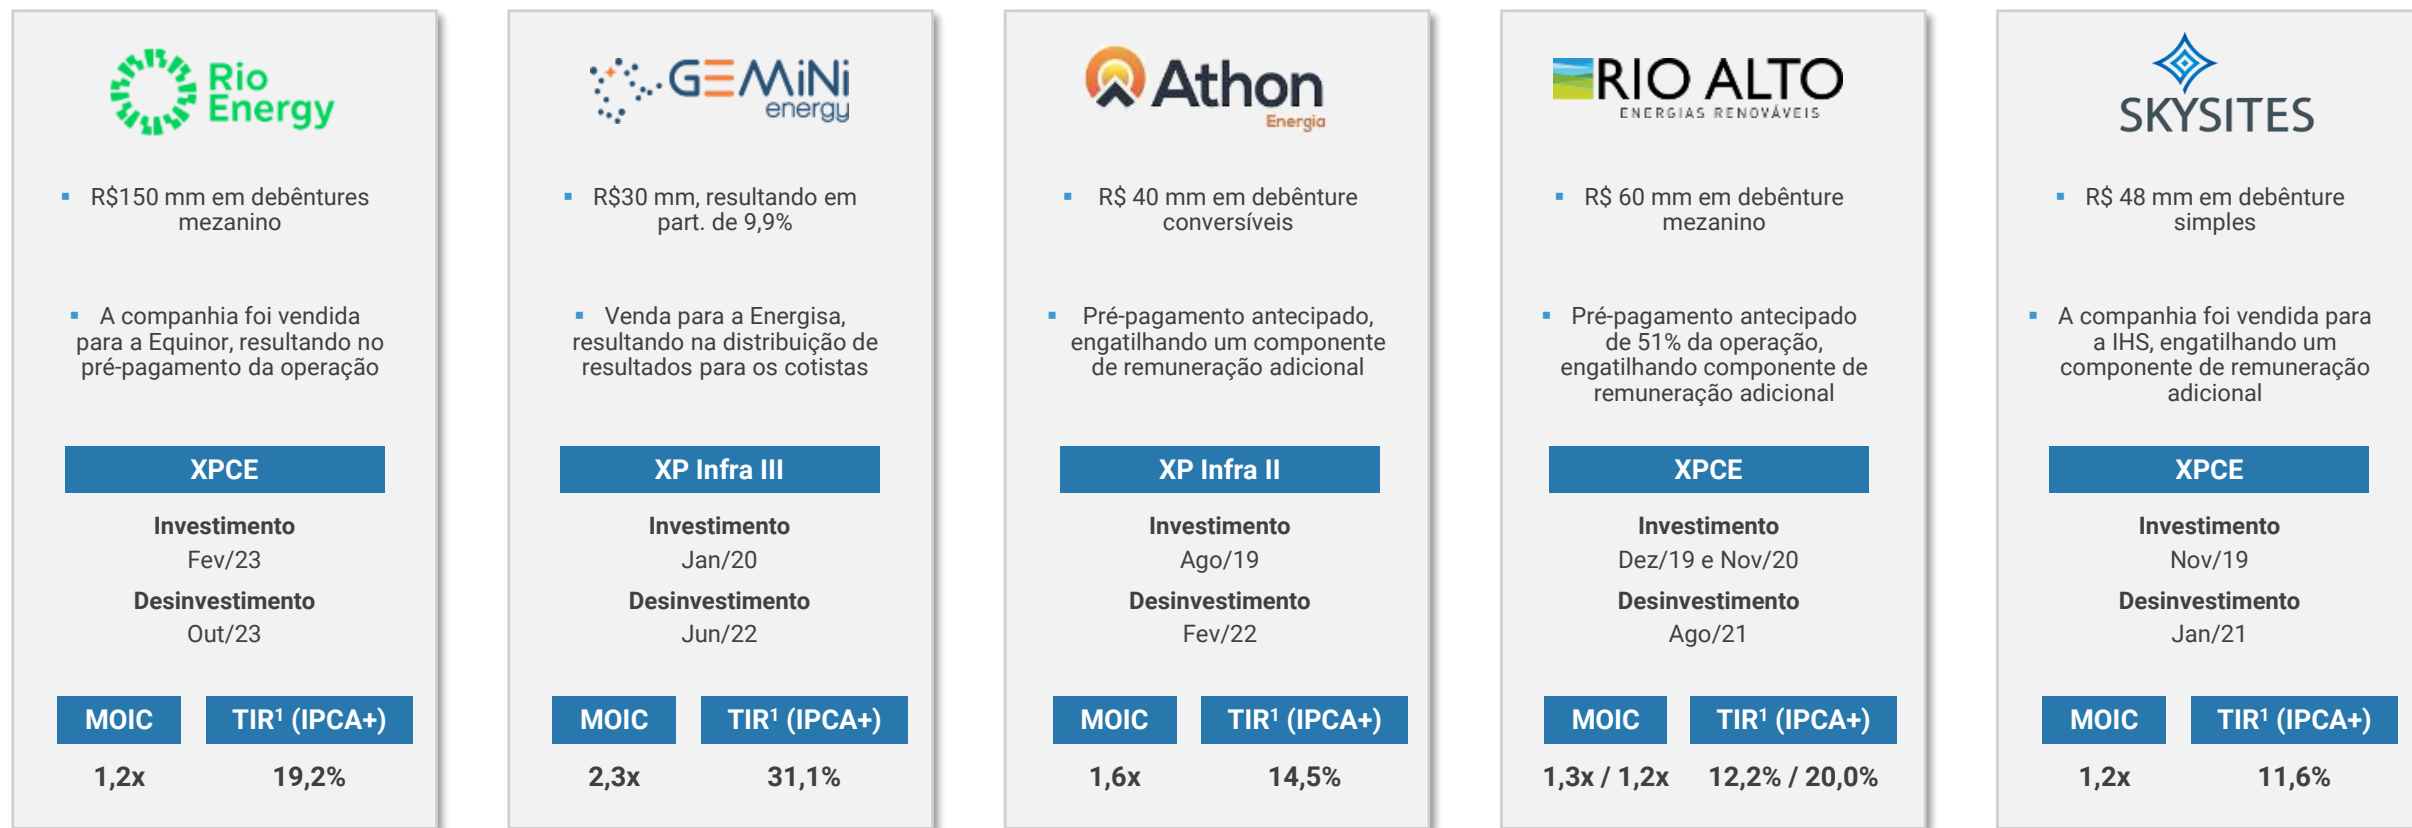 Rio
Energy
R$150 mm em debêntures
mezanino
A companhia foi vendida
para a Equinor, resultando no
pré-pagamento da operação
XPCE
Investimento
Fev/23
Desinvestimento
Out/23
MOIC
TIR¹ (IPCA+)
1,2x
19,2%
GEMiNi
energy
R$30 mm, resultando em
part. de 9,9%
Venda para a Energisa,
resultando na distribuição de
resultados para os cotistas
XP Infra III
Investimento
Jan/20
Desinvestimento
Jun/22
MOIC
TIR¹ (IPCA+)
2,3x
31,1%
Athon
Energia
R$ 40 mm em debênture
conversíveis
Pré-pagamento antecipado,
engatilhando um componente
de remuneração adicional
XP Infra II
Investimento
Ago/19
Desinvestimento
Fev/22
MOIC
TIR¹ (IPCA+)
1,6x
14,5%
RIO ALTO
ENERGIAS RENOVÁVEIS
R$ 60 mm em debênture
mezanino
Pré-pagamento antecipado
de 51% da operação,
engatilhando componente de
remuneração adicional
XPCE
Investimento
Dez/19 e Nov/20
Desinvestimento
Ago/21
MOIC
TIR¹ (IPCA+)
1,3x / 1,2x
12,2% / 20,0%
SKYSITES
R$ 48 mm em debênture
simples
A companhia foi vendida para
a IHS, engatilhando um
componente de remuneração
adicional
XPCE
Investimento
Nov/19
Desinvestimento
Jan/21
MOIC
TIR¹ (IPCA+)
1,2x
11,6%